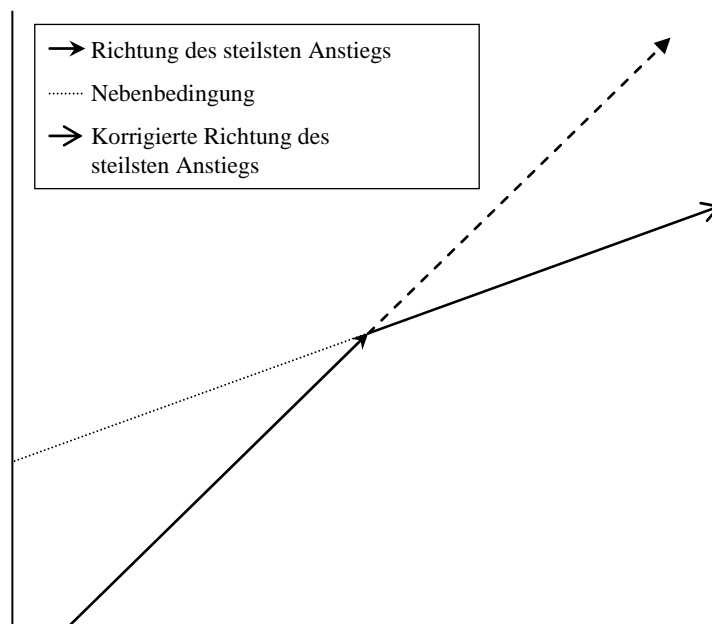 Richtung des steilsten Anstiegs
Nebenbedingung
Korrigierte Richtung des
steilsten Anstiegs